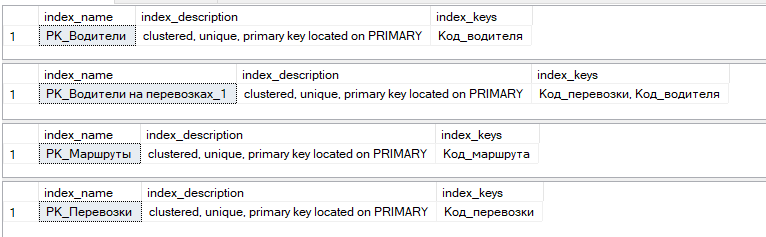 index_name index_description index_keys
1 PK_Водители clustered, unique, primary key located on PRIMARY Код_водителя
index_name index_description index_keys
1 PK_Водители на перевозках_1 clustered, unique, primary key located on PRIMARY Код_перевозки, Код_водителя
index_name index_description index_keys
1 PK_Маршруты clustered, unique, primary key located on PRIMARY Код_маршрута
index_name index_description index_keys
1 PK_Перевозки clustered, unique, primary key located on PRIMARY Код_перевозки